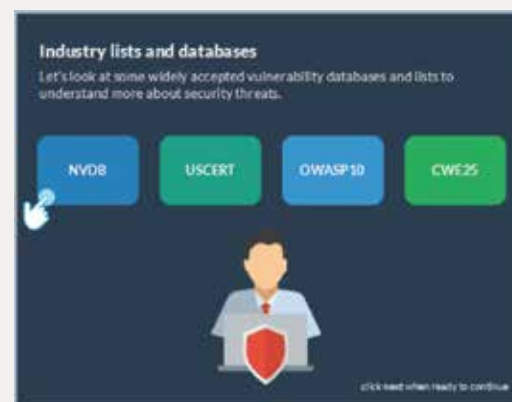 Industry lists and databases
Let's look at some widely accepted vulnerability databases and lists to
understand more about security threats.
NVDB
USCERT
OWASP10
CWE25
click next when ready to continue